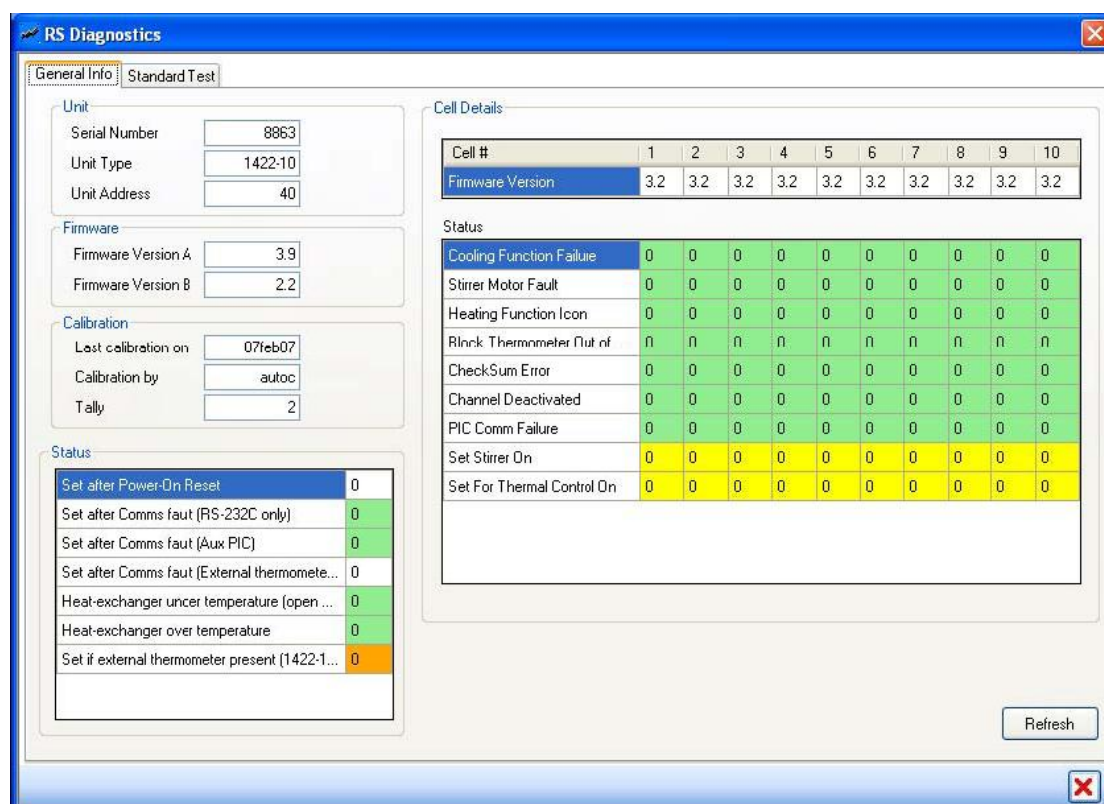 RS Diagnostics
General Info Standard Test
Unit
Serial Number 8863
Unit Type 1422-10
Unit Address 40
Firmware
Firmware Version A 3.9
Firmware Version B 2.2
Calibration
Last calibration on 07feb07
Calibration by autoc
Tally 2
Status
Set after Power-On Reset 0
Set after Comms faut (RS-232C only) 0
Set after Comms faut (Aux PIC) 0
Set after Comms faut (External thermomete... 0
Heat-exchanger uncer temperature (open ... 0
Heat-exchanger over temperature 0
Set if external thermometer present (1422-1... 0
Cell Details
Cell # 1 2 3 4 5 6 7 8 9 10
Firmware Version 3.2 3.2 3.2 3.2 3.2 3.2 3.2 3.2 3.2 3.2
Status
Cooling Function Failure 0 0 0 0 0 0 0 0 0 0
Stirrer Motor Fault 0 0 0 0 0 0 0 0 0 0
Heating Function Icon 0 0 0 0 0 0 0 0 0 0
Block Thermometer Out of 0 0 0 0 0 0 0 0 0 0
CheckSum Error 0 0 0 0 0 0 0 0 0 0
Channel Deactivated 0 0 0 0 0 0 0 0 0 0
PIC Comm Failure 0 0 0 0 0 0 0 0 0 0
Set Stirrer On 0 0 0 0 0 0 0 0 0 0
Set For Thermal Control On 0 0 0 0 0 0 0 0 0 0
Refresh